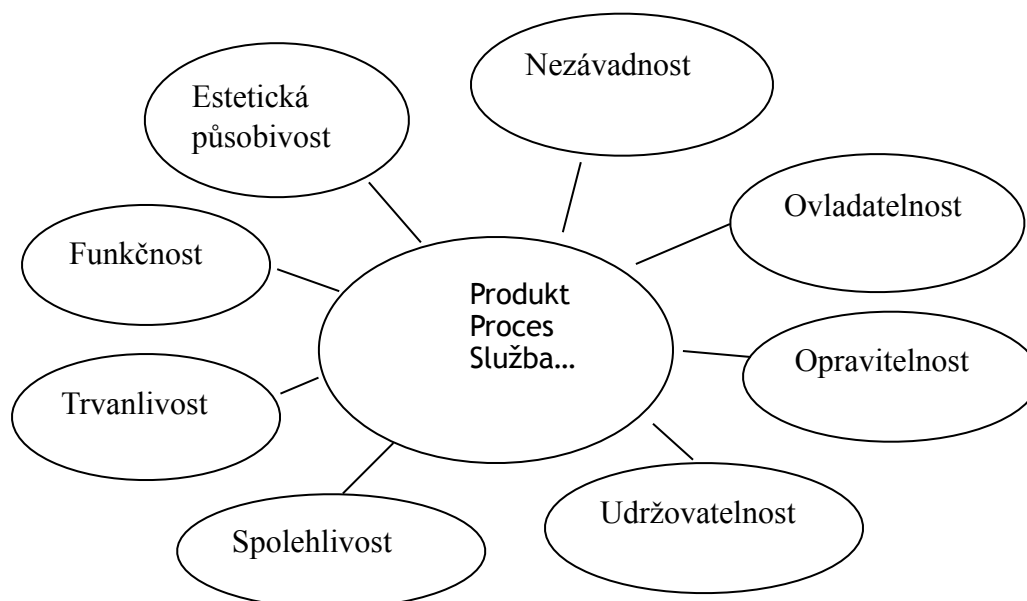 Nezávadnost
Estetická
působivost
Ovladatelnost
Funkčnost
Produkt
Proces
Služba…
Opravitelnost
Trvanlivost
Udržovatelnost
Spolehlivost